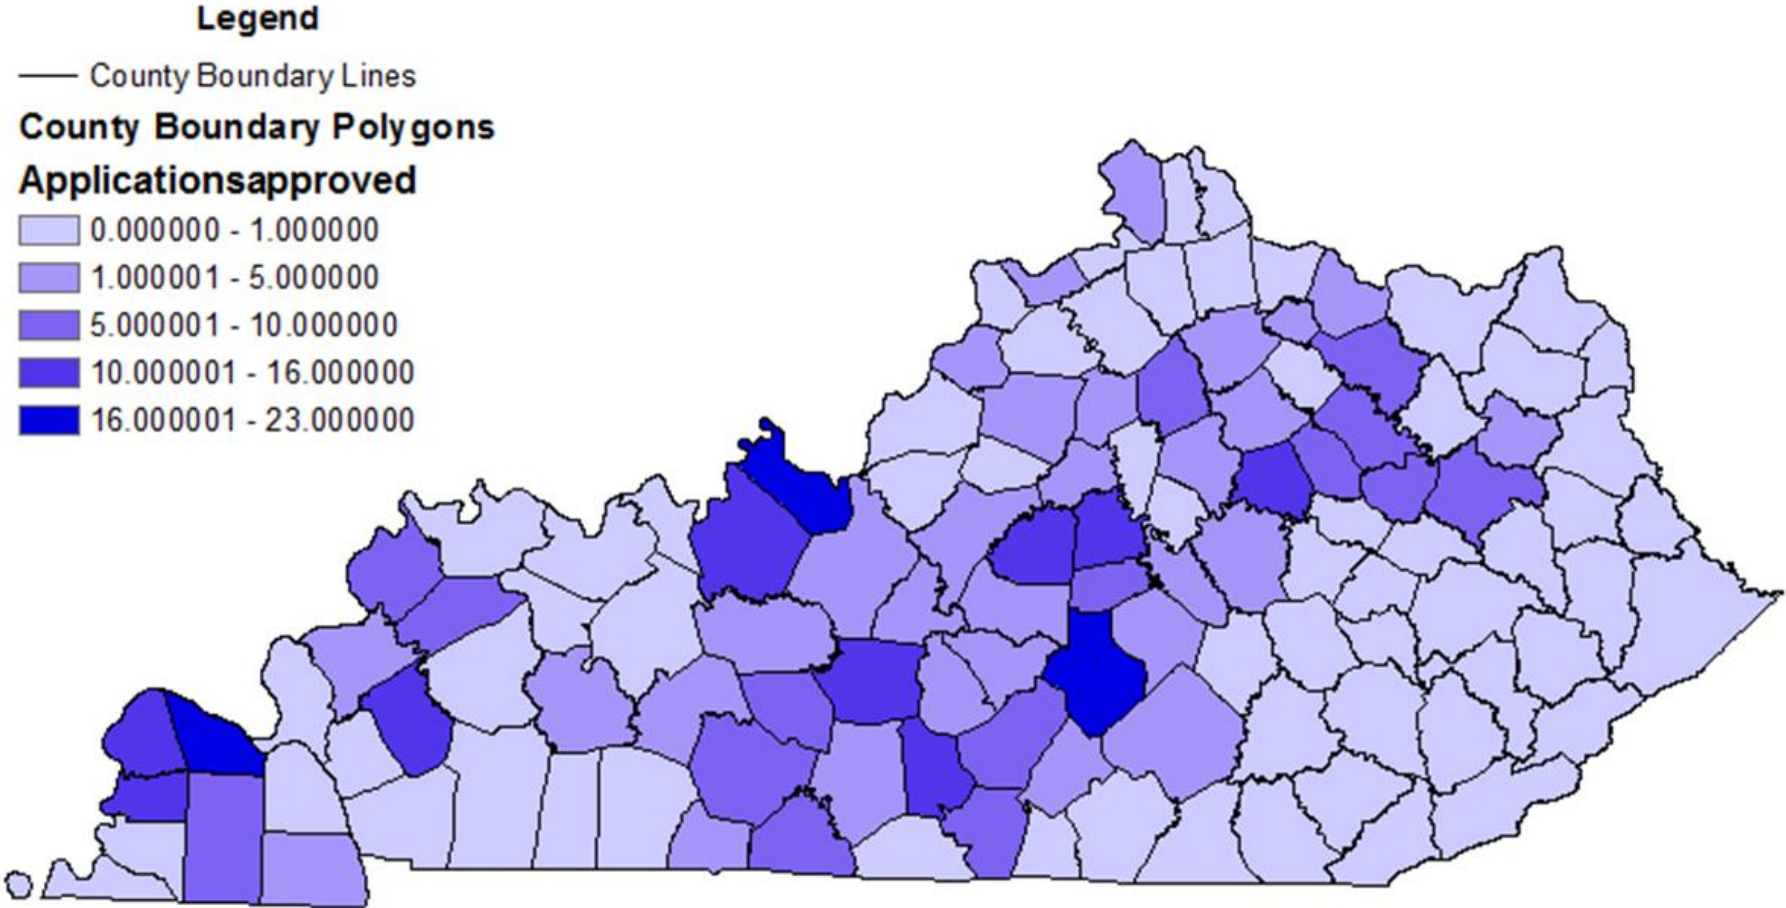 Legend
County Boundary Lines
County Boundary Polygons
Applicationsapproved
0.000000 - 1.000000
1.000001 - 5.000000
5.000001 - 10.000000
10.000001 - 16.000000
16.000001 - 23.000000